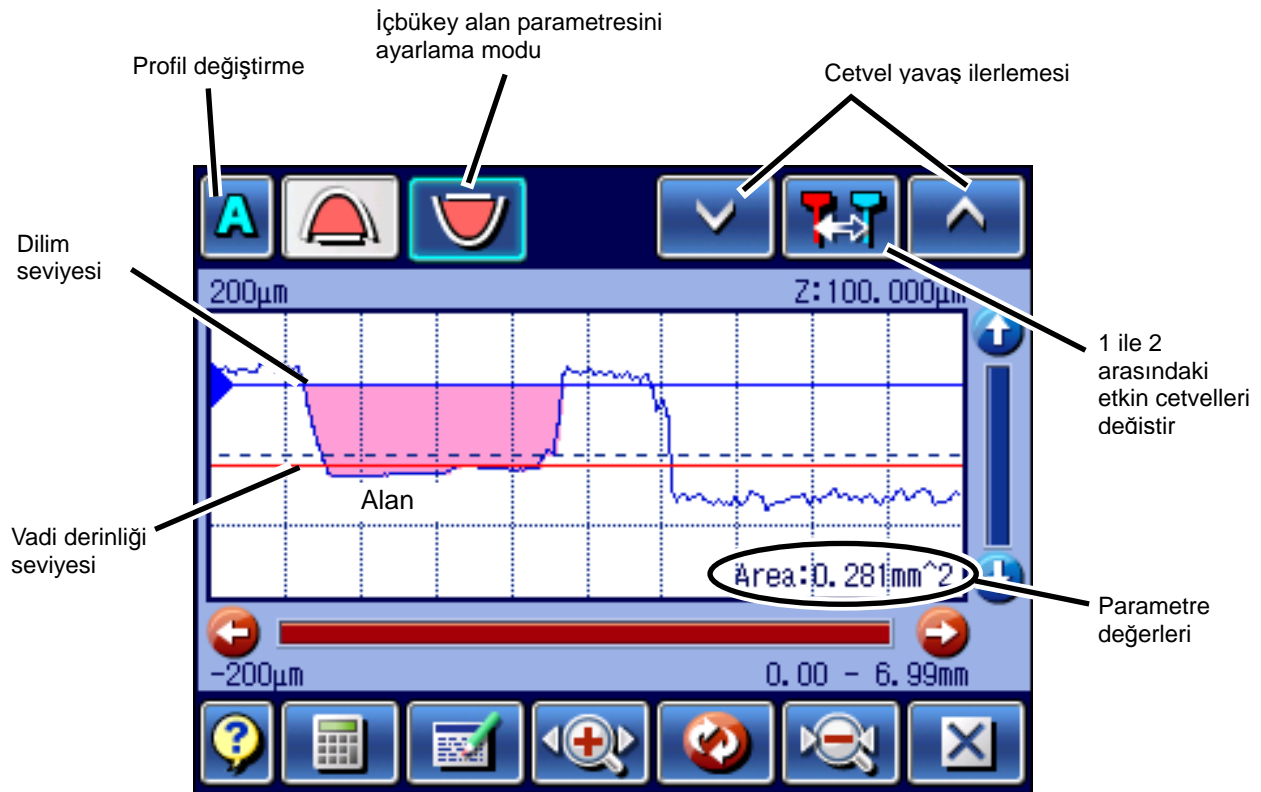 İçbükey alan parametresini
ayarlama modu
Profil değiştirme
Cetvel yavaş ilerlemesi
A
Dilim
seviyesi
200µm
Z:100.000µm
1 ile 2
arasındaki
etkin cetvelleri
değistir
Alan
Vadi derinliği
seviyesi
Area:0.281mm^2
Parametre
değerleri
-200µm
0.00 - 6.99mm
?